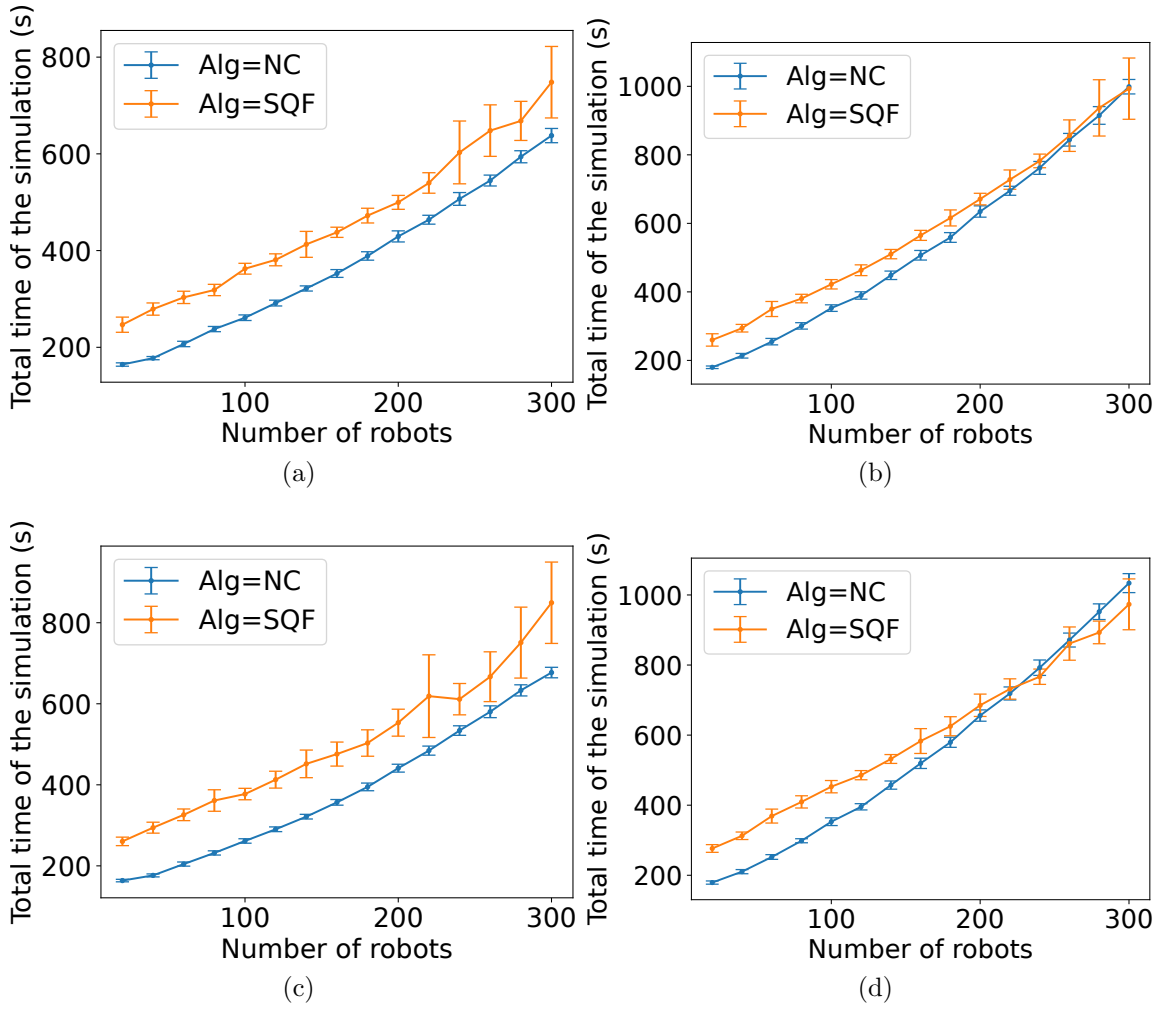 Total time of the simulation (s)
800
600
400
200
Alg=NC
Alg=SQF
100 200 300
Number of robots
(a)
Total time of the simulation (s)
1000
800
600
400
200
Alg=NC
Alg=SQF
100 200 300
Number of robots
(b)
Total time of the simulation (s)
800
600
400
200
Alg=NC
Alg=SQF
100 200 300
Number of robots
(c)
Total time of the simulation (s)
1000
800
600
400
200
Alg=NC
Alg=SQF
100 200 300
Number of robots
(d)